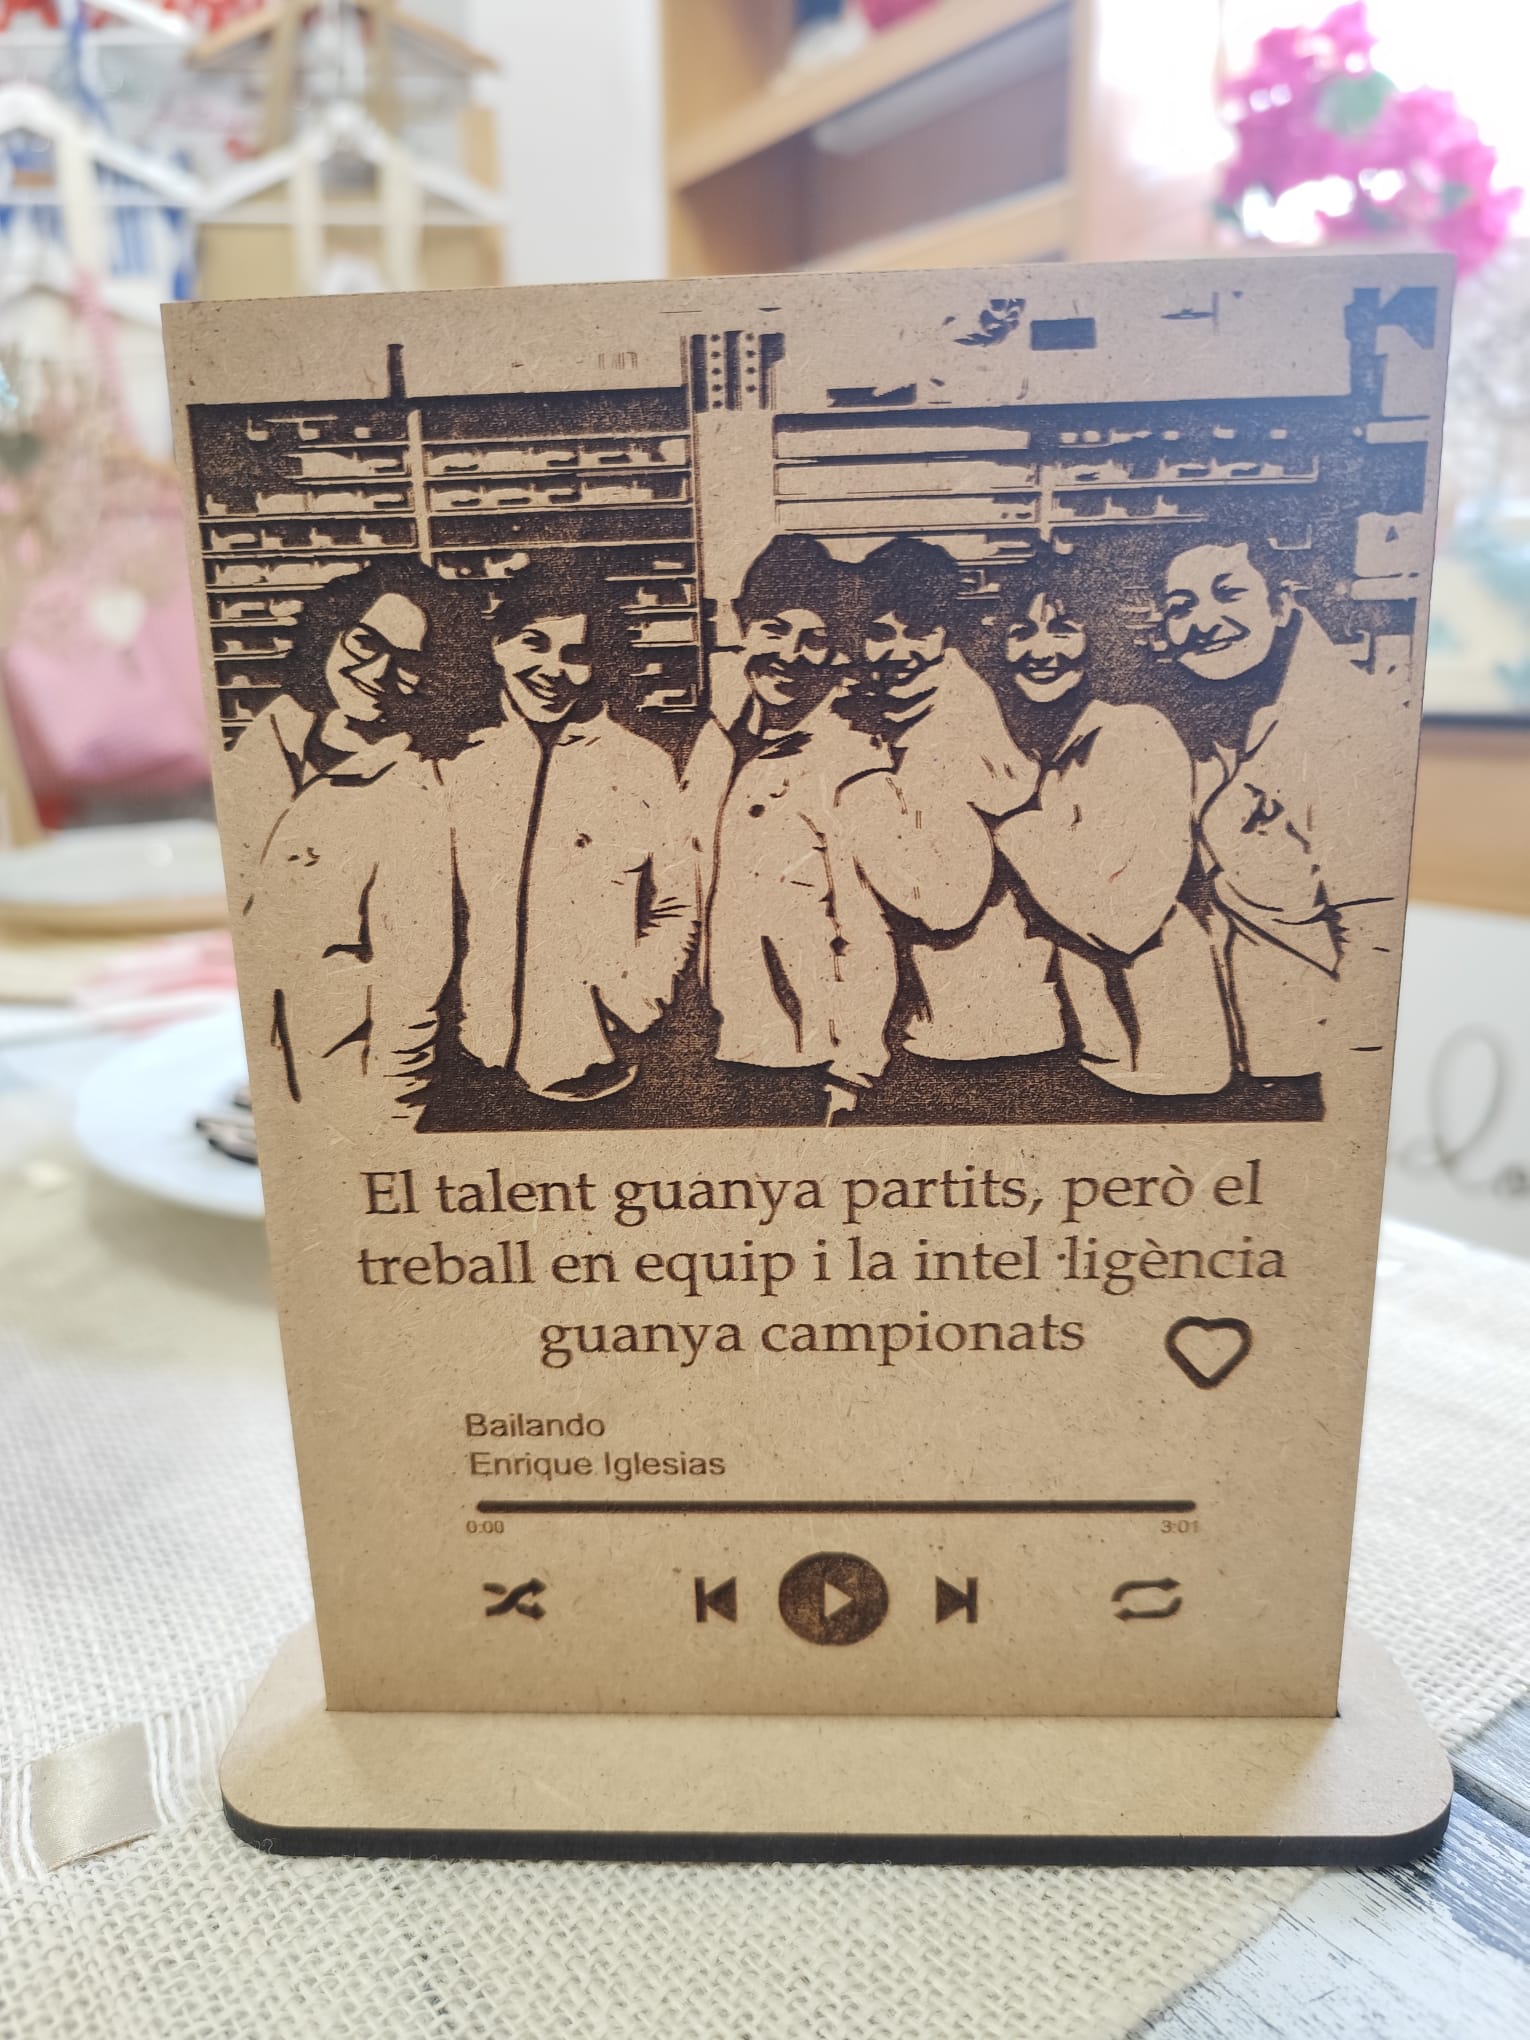 El talent guanya partits, però el
treball en equip i la intel·ligència
guanya campionats
Bailando
Enrique Iglesias
0:00
3:01